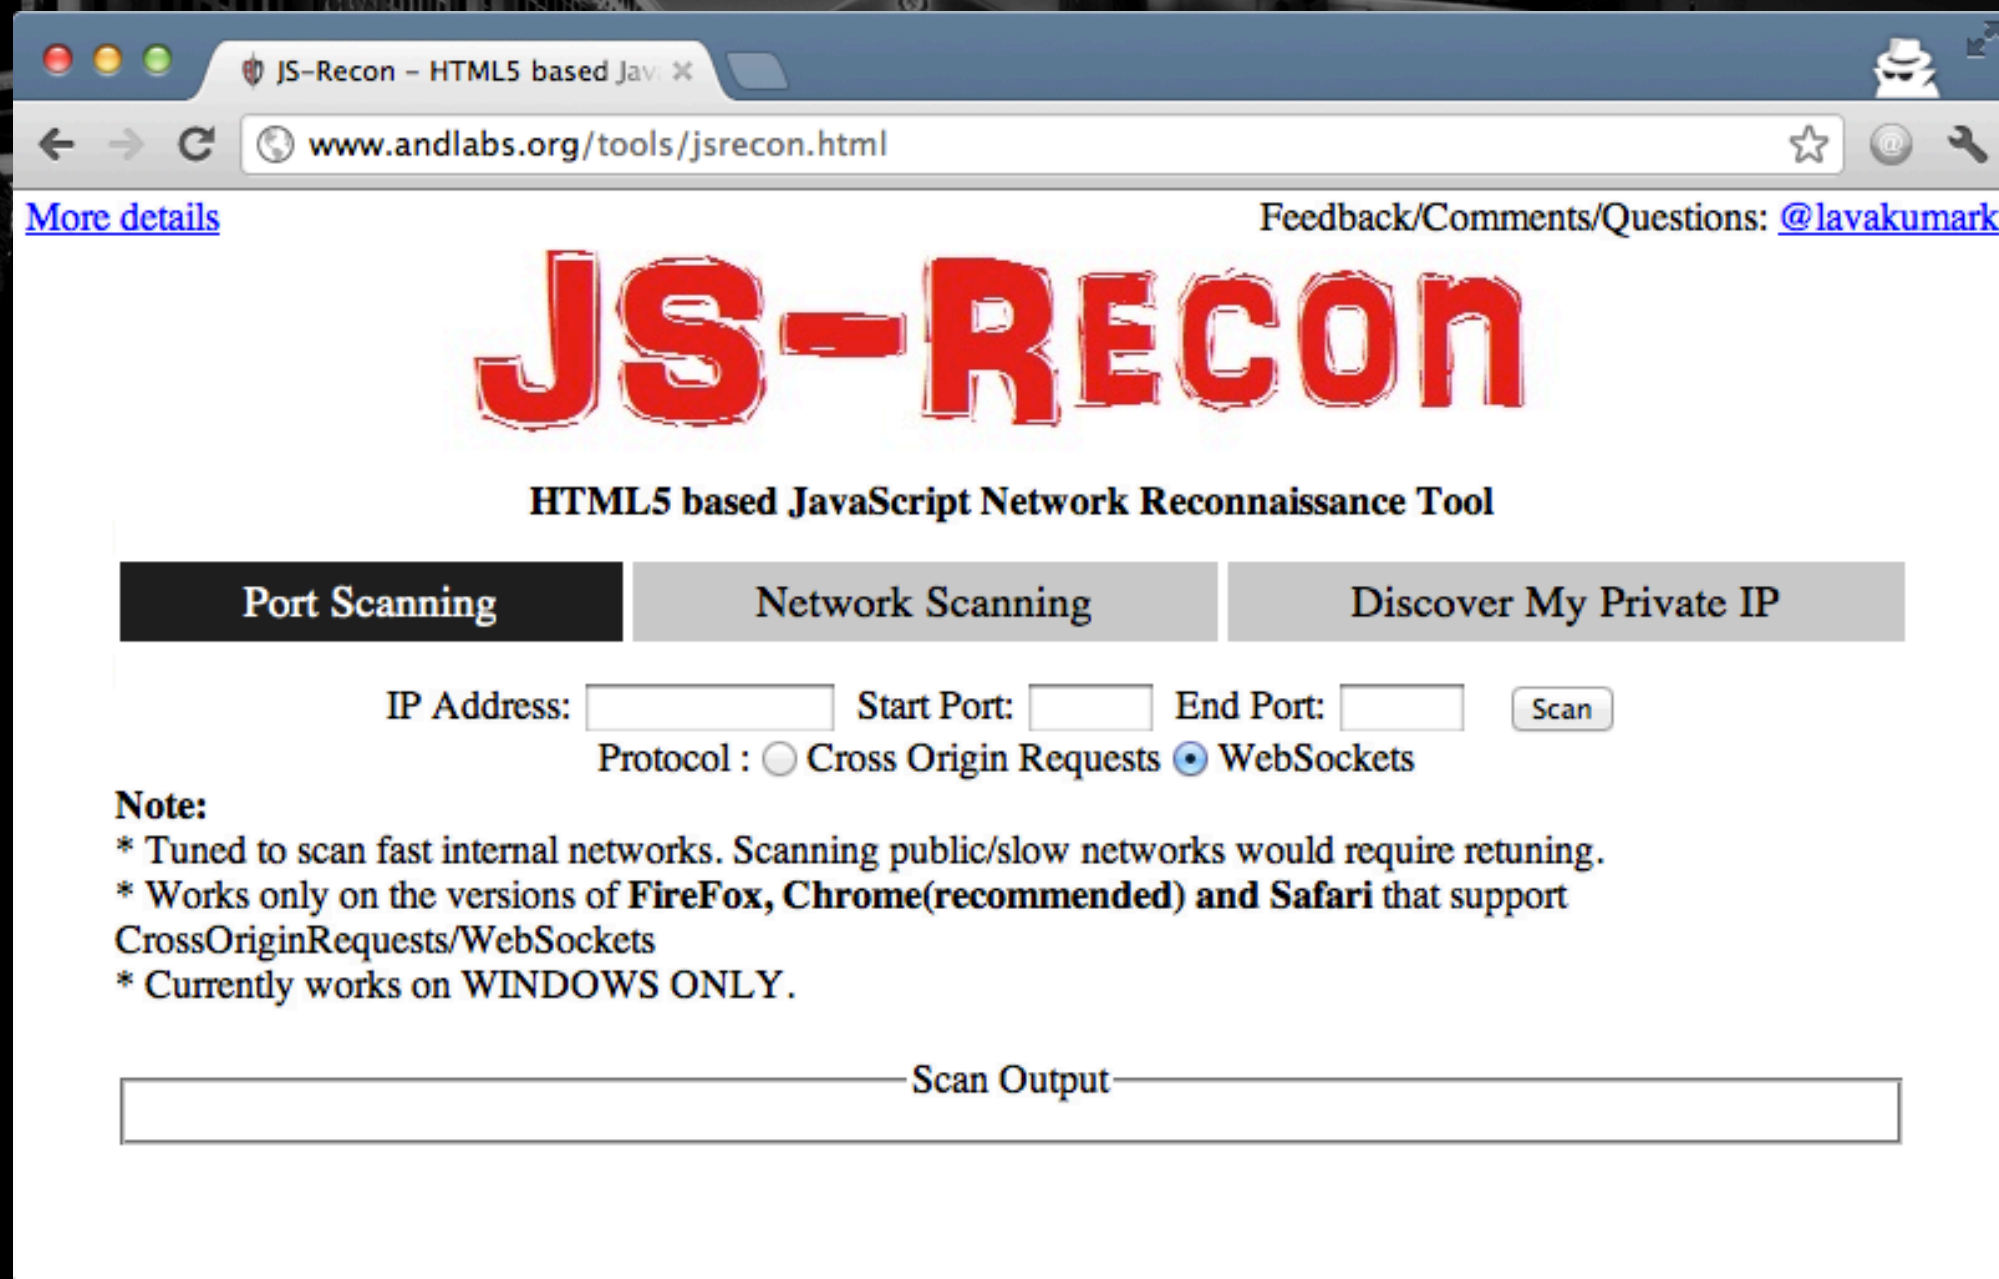 JS-Recon – HTML5 based Jav
www.andlabs.org/tools/jsrecon.html
More details
Feedback/Comments/Questions: @lavakumark
JS-Recon
HTML5 based JavaScript Network Reconnaissance Tool
Port Scanning
Network Scanning
Discover My Private IP
IP Address:
Start Port:
End Port:
Scan
Protocol : Cross Origin Requests WebSockets
Note:
* Tuned to scan fast internal networks. Scanning public/slow networks would require retuning.
* Works only on the versions of FireFox, Chrome(recommended) and Safari that support
CrossOriginRequests/WebSockets
* Currently works on WINDOWS ONLY.
Scan Output